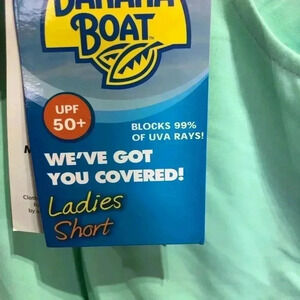 BANANA
BOAT
UPF
50+
BLOCKS 99%
OF UVA RAYS!
WE'VE GOT
YOU COVERED!
Ladies
Short